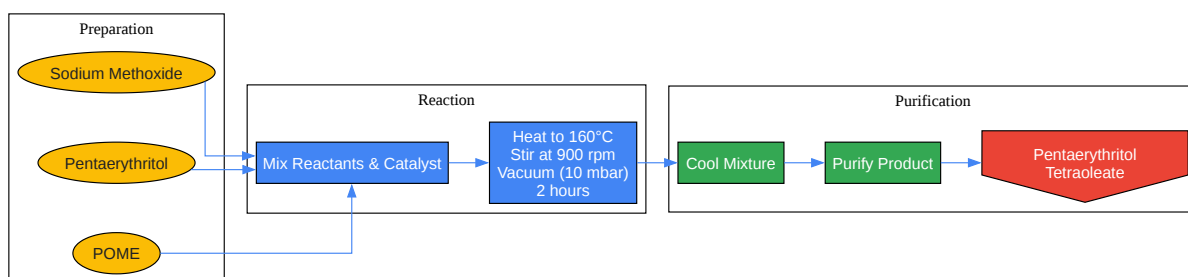 Preparation
Sodium Methoxide
Pentaerythritol
POME
Reaction
Mix Reactants & Catalyst
Heat to 160°C
Stir at 900 rpm
Vacuum (10 mbar)
2 hours
Purification
Cool Mixture
Purify Product
Pentaerythritol
Tetraoleate